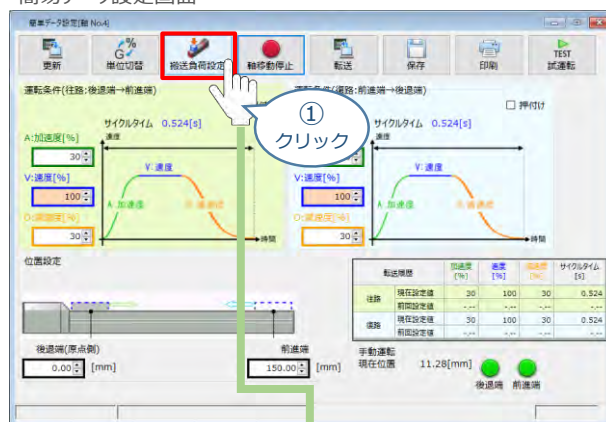 簡易データ設定画面
簡単データ設定[軸 No.4]
更新
G %
単位切替
搬送負荷設定
軸移動停止
転送
保存
印刷
TEST
試運転
運転条件(往路:後退端→前進端)
サイクルタイム 0.524[s]
A:加速度[%]
30
V:速度[%]
100
D:減速度[%]
30
速度
V:速度
A:加速度
D:減速度
時間
①
クリック
前進端→後退端)
押付け
サイクルタイム 0.524[s]
速度
V:速度[%]
100
D:減速度[%]
30
V:速度
A:加速度
D:減速度
時間
位置設定
後退端(原点側)
0.00 [mm]
前進端
150.00 [mm]
転送履歴 加速度[%] 速度[%] 減速度[%] サイクルタイム[s]
往路 現在設定値 30 100 30 0.524
前回設定値 -.-- -.-- -.-- -.--
復路 現在設定値 30 100 30 0.524
前回設定値 -.-- -.-- -.-- -.--
手動運転
現在位置 11.28[mm]
後退端 前進端